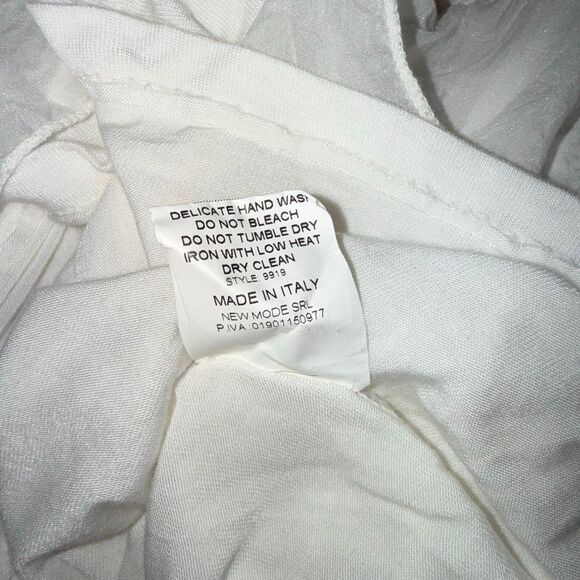 DELICATE HAND WASH
DO NOT BLEACH
DO NOT TUMBLE DRY
IRON WITH LOW HEAT
DRY CLEAN
STYLE: 9919
MADE IN ITALY
NEW MODE SRL
P.IVA :01901150977